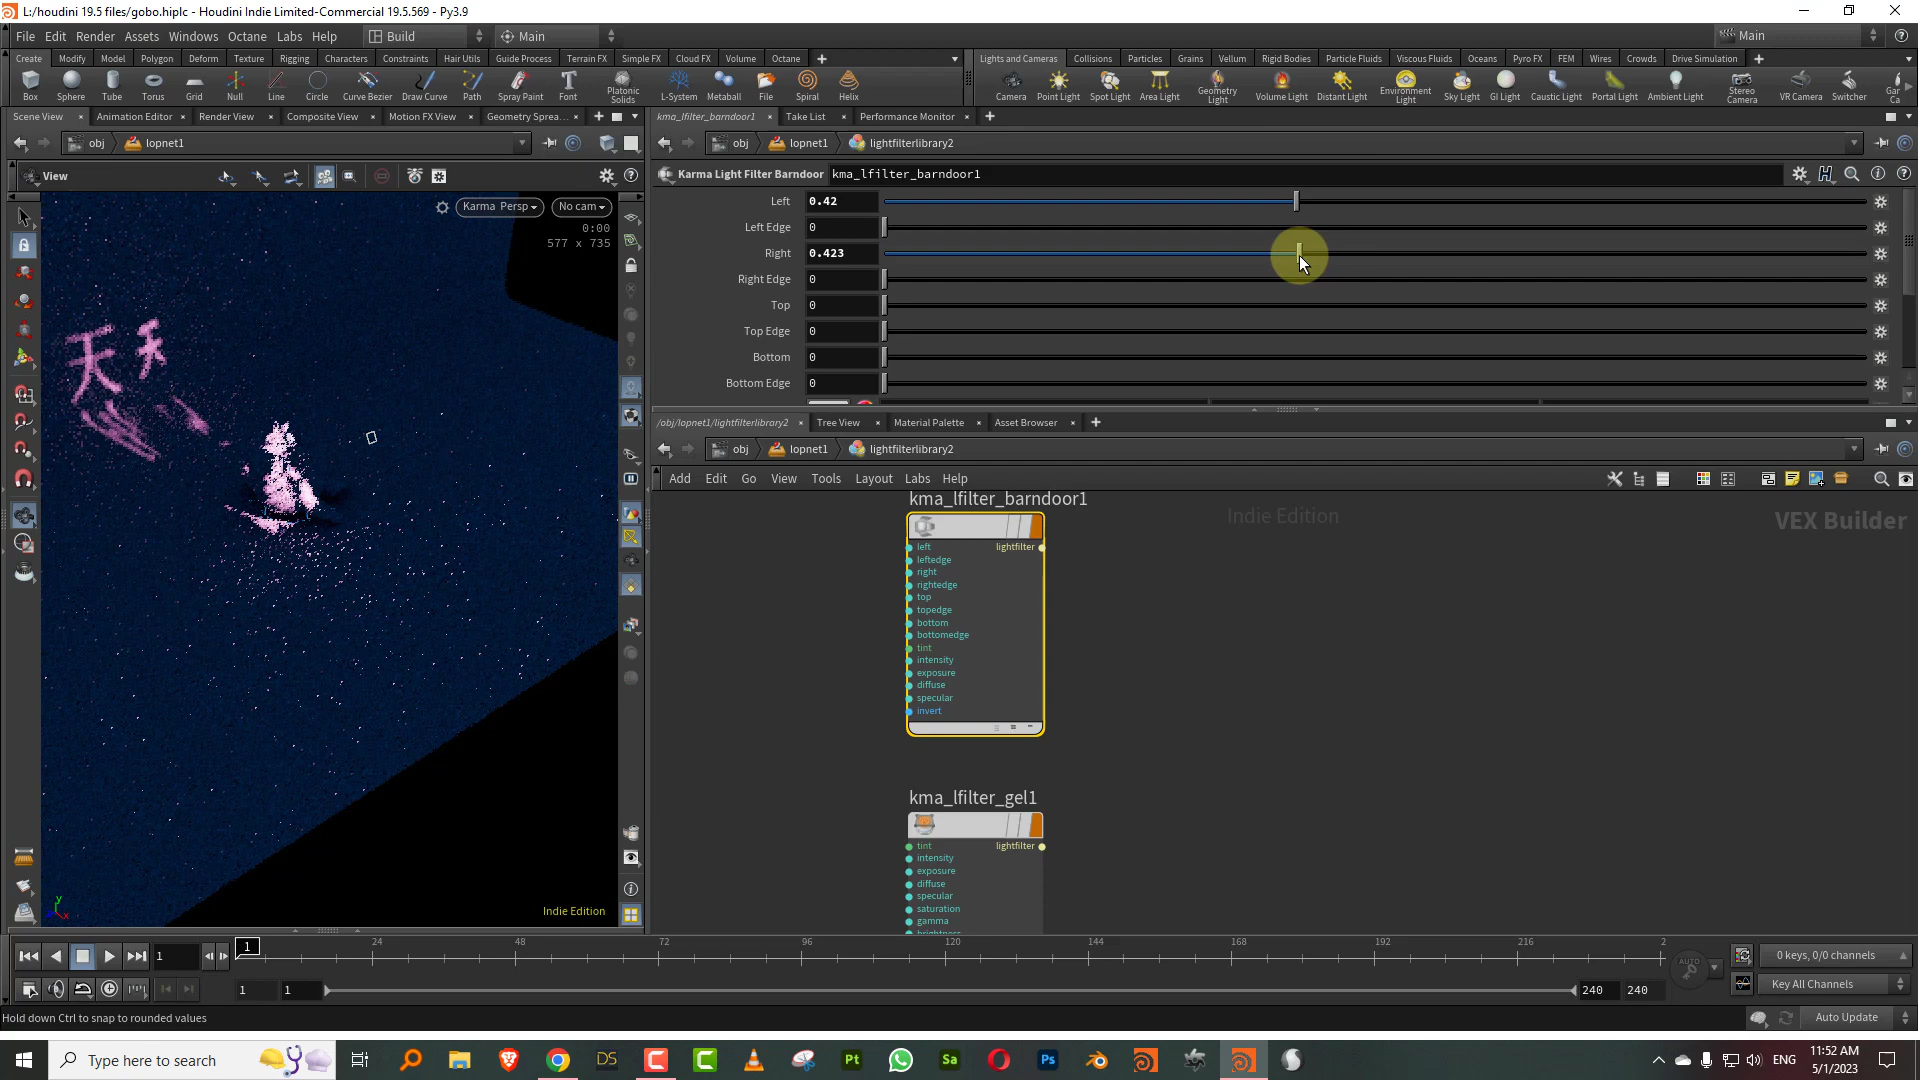 L:/houdini 19.5 files/gobo.hiplc - Houdini Indie Limited-Commercial 19.5.569 - Py3.9
File Edit Render Assets Windows Octane Labs Help Build Main Main
Create Modify Model Polygon Deform Texture Rigging Characters Constraints Hair Utils Guide Process Terrain FX Simple FX Cloud FX Volume Octane
Lights and Cameras Collisions Particles Grains Vellum Rigid Bodies Particle Fluids Viscous Fluids Oceans Pyro FX FEM Wires Crowds Drive Simulation
Box Sphere Tube Torus Grid Null Line Circle Curve Bezier Draw Curve Path Spray Paint Font Platonic Solids L-System Metaball File Spiral Helix
Camera Point Light Spot Light Area Light Geometry Light Volume Light Distant Light Environment Light Sky Light GI Light Caustic Light Portal Light Ambient Light Stereo Camera VR Camera Switcher Gar Ca
Scene View Animation Editor Render View Composite View Motion FX View Geometry Sprea...
kma_lfilter_barndoor1 Take List Performance Monitor
obj lopnet1
obj lopnet1 lightfilterlibrary2
View
Karma Light Filter Barndoor kma_lfilter_barndoor1
Karma Persp No cam
0:00
577 x 735
Left 0.42
Left Edge 0
Right 0.423
Right Edge 0
Top 0
Top Edge 0
Bottom 0
Bottom Edge 0
天天
/obj/lopnet1/lightfilterlibrary2 Tree View Material Palette Asset Browser
obj lopnet1 lightfilterlibrary2
Add Edit Go View Tools Layout Labs Help
Indie Edition
VEX Builder
kma_lfilter_barndoor1
left lightfilter
leftedge
right
rightedge
top
topedge
bottom
bottomedge
tint
intensity
exposure
diffuse
specular
invert
kma_lfilter_gel1
tint lightfilter
intensity
exposure
diffuse
specular
saturation
gamma
brightness
Indie Edition
y
x
1 1 24 48 72 96 120 144 168 192 216 2
AUTO
0 keys, 0/0 channels
1 1 240 240
Key All Channels
Hold down Ctrl to snap to rounded values
Auto Update
Type here to search
DS Pt Sa Ps
ENG
11:52 AM
5/1/2023